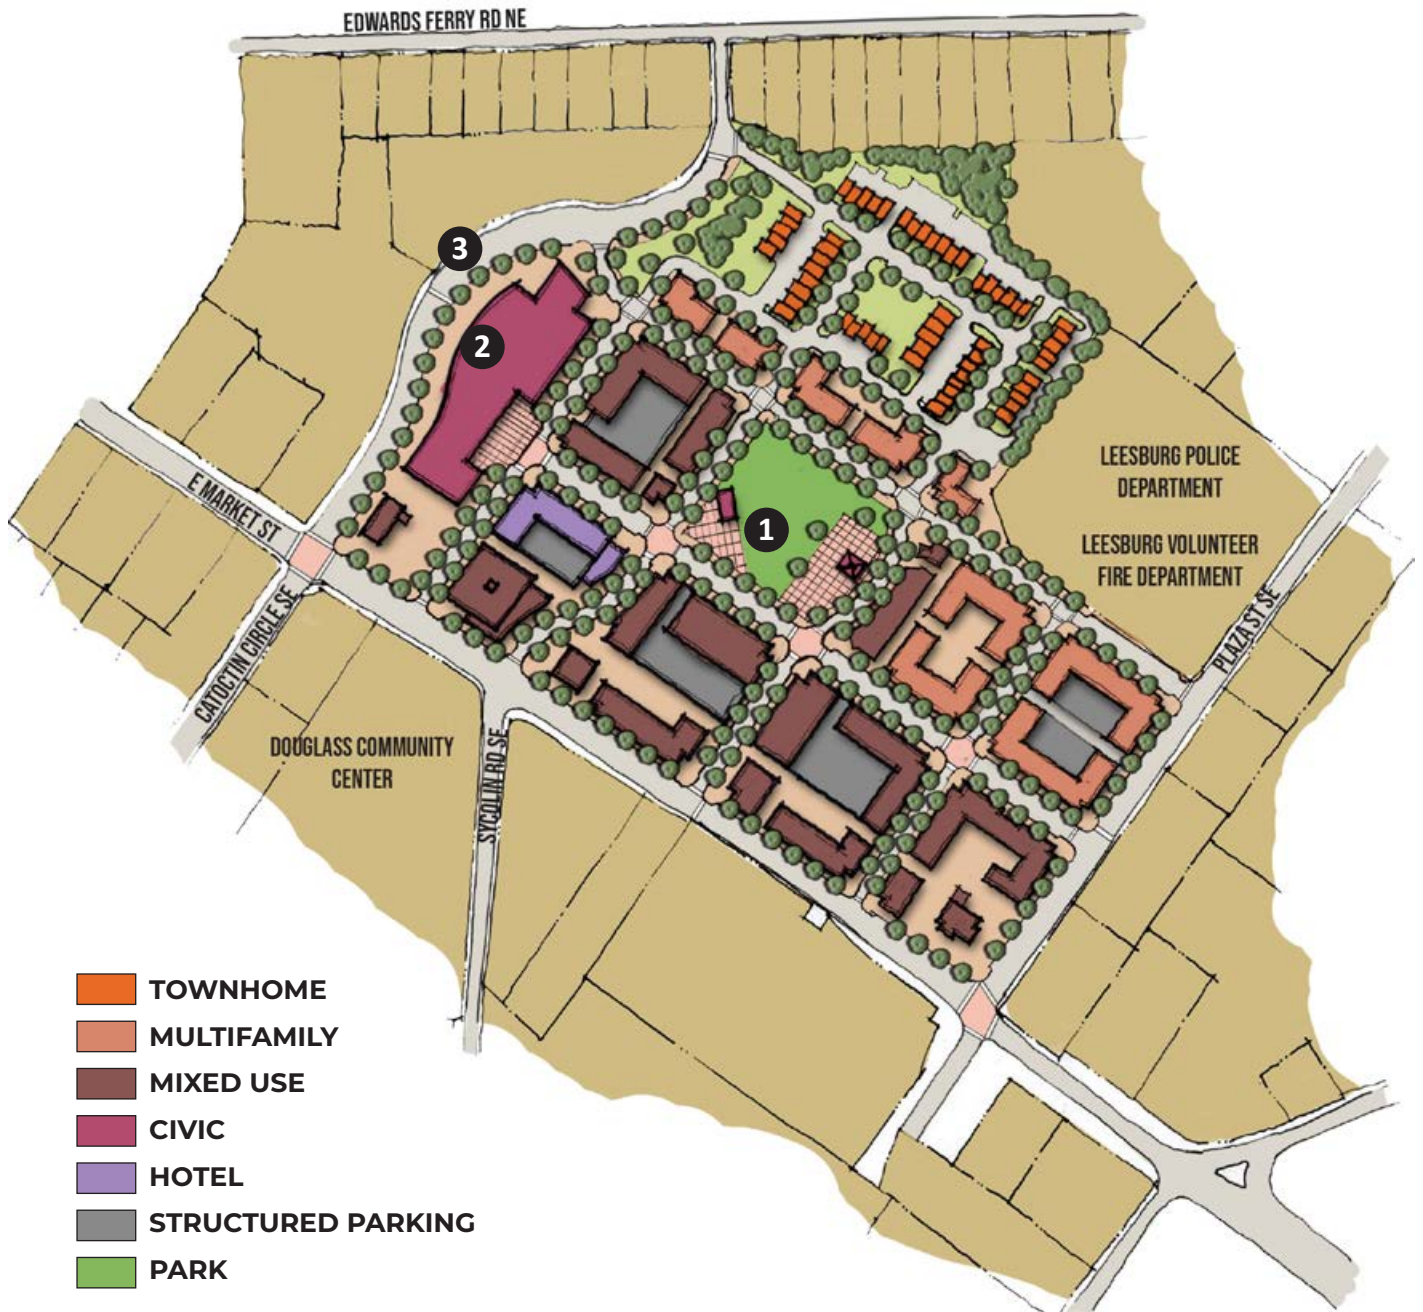 EDWARDS FERRY RD NE
3
2
1
LEESBURG POLICE
DEPARTMENT
LEESBURG VOLUNTEER
FIRE DEPARTMENT
E MARKET ST
CATOCTIN CIRCLE SE
PLAZA ST SE
DOUGLASS COMMUNITY
CENTER
SYCOLIN RD SE
TOWNHOME
MULTIFAMILY
MIXED USE
CIVIC
HOTEL
STRUCTURED PARKING
PARK